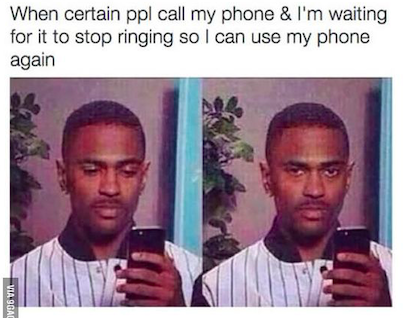 When certain ppl call my phone & I'm waiting
for it to stop ringing so I can use my phone
again
VIA 9GAG